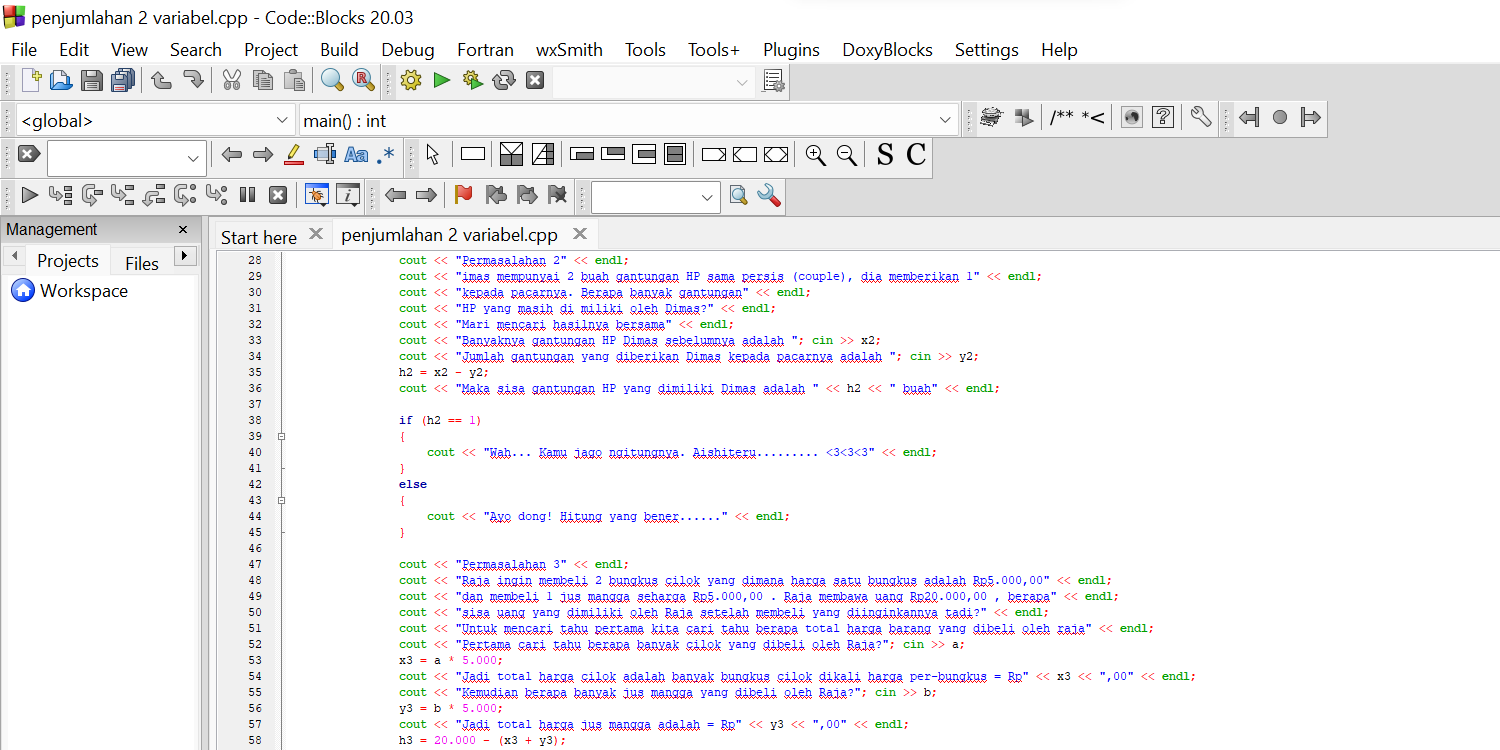 penjumlahan 2 variabel.cpp - Code::Blocks 20.03
File Edit View Search Project Build Debug Fortran wxSmith Tools Tools+ Plugins DoxyBlocks Settings Help
<global> main() : int /** *<
Aa .* S C
Management
Start here penjumlahan 2 variabel.cpp
Projects Files
Workspace
28 cout << "Permasalahan 2" << endl;
29 cout << "imas mempunyai 2 buah gantungan HP sama persis (couple), dia memberikan 1" << endl;
30 cout << "kepada pacarnya. Berapa banyak gantungan" << endl;
31 cout << "HP yang masih di miliki oleh Dimas?" << endl;
32 cout << "Mari mencari hasilnya bersama" << endl;
33 cout << "Banyaknya gantungan HP Dimas sebelumnya adalah "; cin >> x2;
34 cout << "Jumlah gantungan yang diberikan Dimas kepada pacarnya adalah "; cin >> y2;
35 h2 = x2 - y2;
36 cout << "Maka sisa gantungan HP yang dimiliki Dimas adalah " << h2 << " buah" << endl;
37
38 if (h2 == 1)
39 {
40 cout << "Wah... Kamu jago ngitungnya. Aishiteru......... <3<3<3" << endl;
41 }
42 else
43 {
44 cout << "Ayo dong! Hitung yang bener......" << endl;
45 }
46
47 cout << "Permasalahan 3" << endl;
48 cout << "Raja ingin membeli 2 bungkus cilok yang dimana harga satu bungkus adalah Rp5.000,00" << endl;
49 cout << "dan membeli 1 jus mangga seharga Rp5.000,00 . Raja membawa uang Rp20.000,00 , berapa" << endl;
50 cout << "sisa uang yang dimiliki oleh Raja setelah membeli yang diinginkannya tadi?" << endl;
51 cout << "Untuk mencari tahu pertama kita cari tahu berapa total harga barang yang dibeli oleh raja" << endl;
52 cout << "Pertama cari tahu berapa banyak cilok yang dibeli oleh Raja?"; cin >> a;
53 x3 = a * 5.000;
54 cout << "Jadi total harga cilok adalah banyak bungkus cilok dikali harga per-bungkus = Rp" << x3 << ",00" << endl;
55 cout << "Kemudian berapa banyak jus mangga yang dibeli oleh Raja?"; cin >> b;
56 y3 = b * 5.000;
57 cout << "Jadi total harga jus mangga adalah = Rp" << y3 << ",00" << endl;
58 h3 = 20.000 - (x3 + y3);